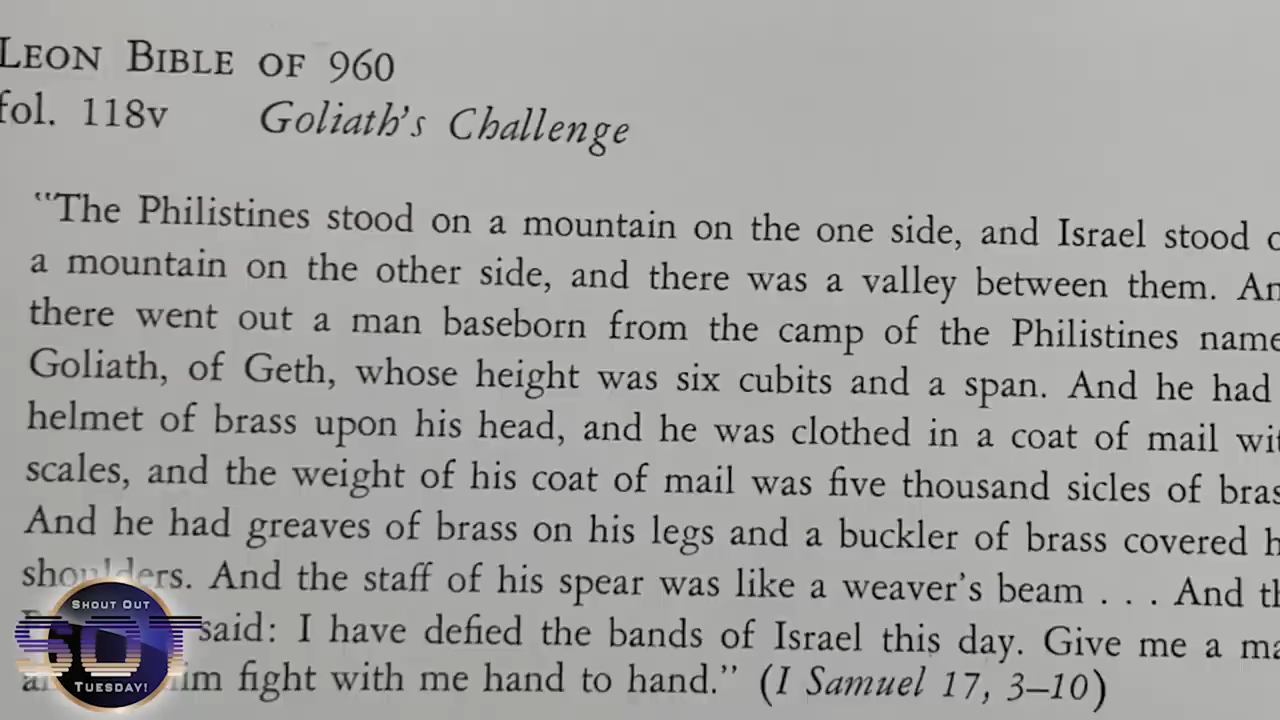 LEON BIBLE OF 960
fol. 118v Goliath's Challenge
"The Philistines stood on a mountain on the one side, and Israel stood
a mountain on the other side, and there was a valley between them.
there went out a man baseborn from the camp of the Philistines
Goliath, of Geth, whose height was six cubits and a span. And he had
helmet of brass upon his head, and he was clothed in a coat of mail
scales, and the weight of his coat of mail was five thousand sicles of
And he had greaves of brass on his legs and a buckler of brass covered
shoulders. And the staff of his spear was like a weaver's beam . . . And
said: I have defied the bands of Israel this day. Give me a
fight with me hand to hand." (I Samuel 17, 3–10)
SHOUT OUT
SOT
TUESDAY!